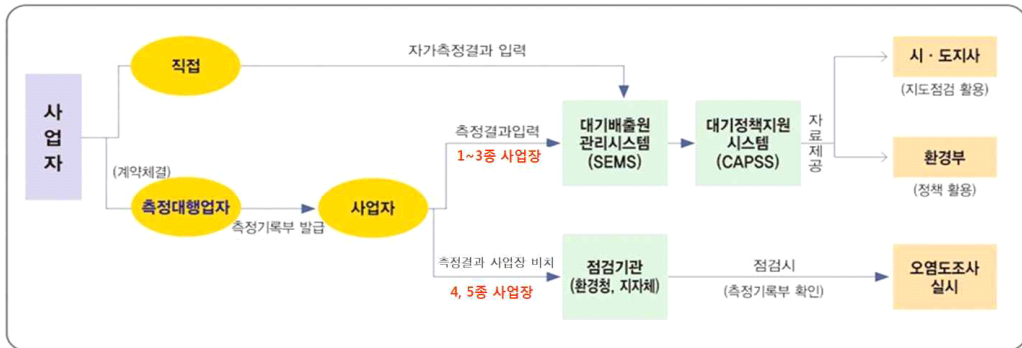 사
업
자
직접
자가측정결과 입력
(계약체결)
측정대행업자
측정기록부 발급
사업자
측정결과입력
1~3종 사업장
대기배출원
관리시스템
(SEMS)
대기정책지원
시스템
(CAPSS)
자
료
제
공
시 · 도지사
(지도점검 활용)
환경부
(정책 활용)
측정결과 사업장 비치
4, 5종 사업장
점검기관
(환경청, 지자체)
점검시
(측정기록부 확인)
오염도조사
실시